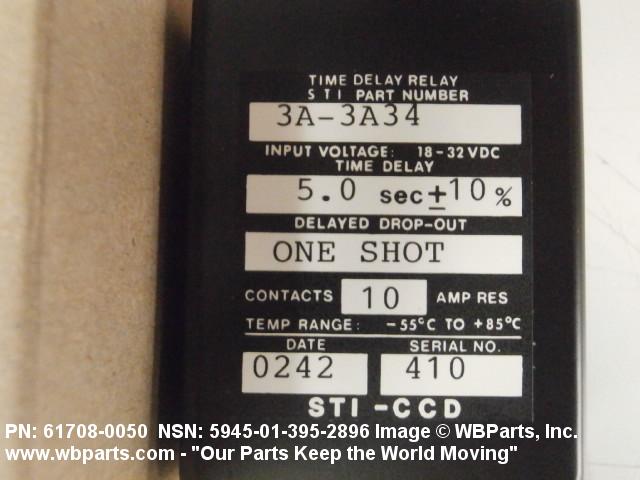 TIME DELAY RELAY
STI PART NUMBER
3A-3A34
INPUT VOLTAGE: 18-32 VDC
TIME DELAY
5.0 sec ±10 %
DELAYED DROP-OUT
ONE SHOT
CONTACTS 10 AMP RES
TEMP RANGE: -55°C TO +85°C
DATE SERIAL NO.
0242 410
STI-CCD
PN: 61708-0050 NSN: 5945-01-395-2896 Image © WBParts, Inc.
www.wbparts.com - "Our Parts Keep the World Moving"